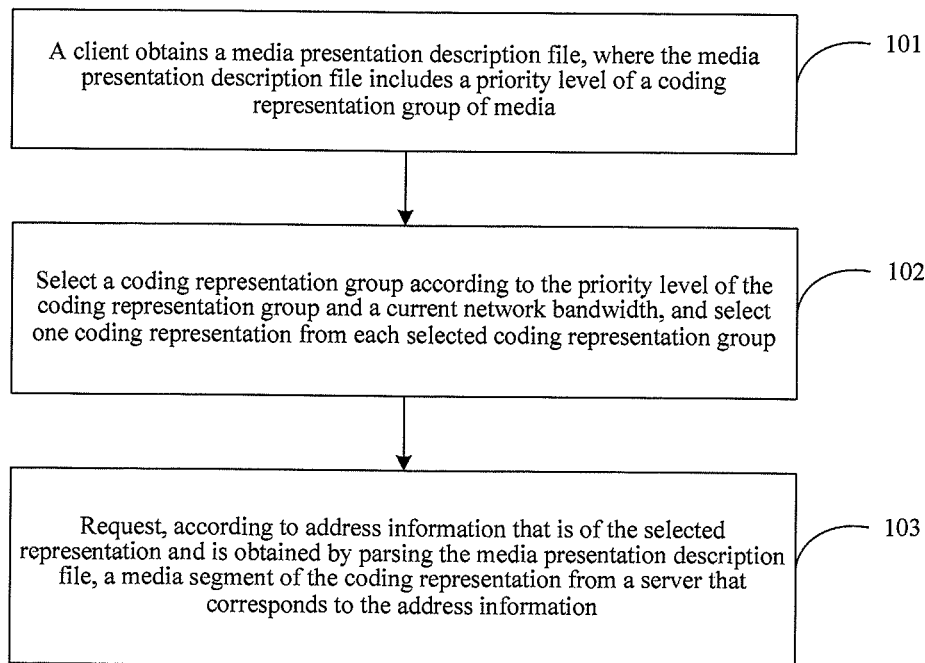 A client obtains a media presentation description file, where the media
presentation description file includes a priority level of a coding
representation group of media
101
Select a coding representation group according to the priority level of the
coding representation group and a current network bandwidth, and select
one coding representation from each selected coding representation group
102
Request, according to address information that is of the selected
representation and is obtained by parsing the media presentation description
file, a media segment of the coding representation from a server that
corresponds to the address information
103